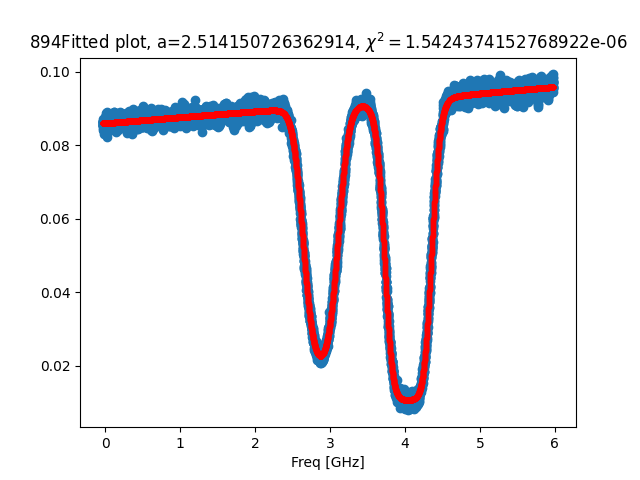 894Fitted plot, a=2.514150726362914, χ² = 1.5424374152768922e-06
0.10
0.08
0.06
0.04
0.02
0 1 2 3 4 5 6
Freq [GHz]